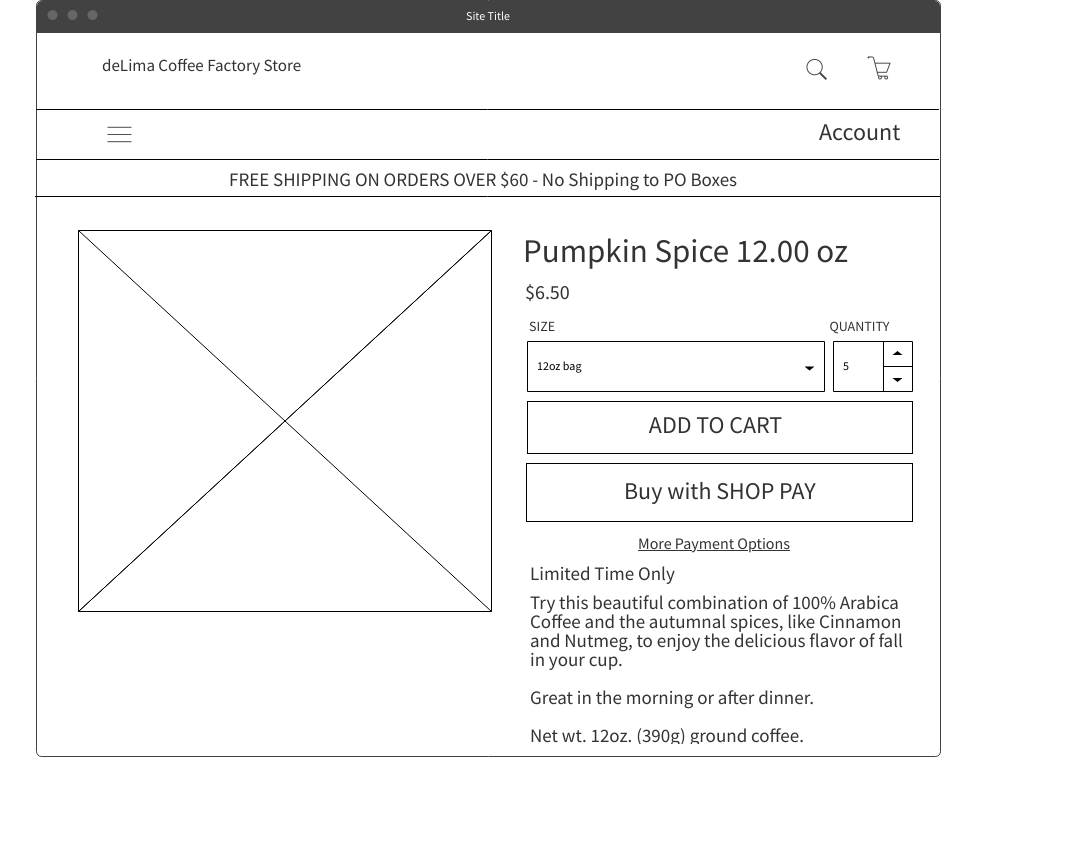 Site Title
deLima Coffee Factory Store
Account
FREE SHIPPING ON ORDERS OVER $60 - No Shipping to PO Boxes
Pumpkin Spice 12.00 oz
$6.50
SIZE
QUANTITY
12oz bag
5
ADD TO CART
Buy with SHOP PAY
More Payment Options
Limited Time Only
Try this beautiful combination of 100% Arabica
Coffee and the autumnal spices, like Cinnamon
and Nutmeg, to enjoy the delicious flavor of fall
in your cup.
Great in the morning or after dinner.
Net wt. 12oz. (390g) ground coffee.